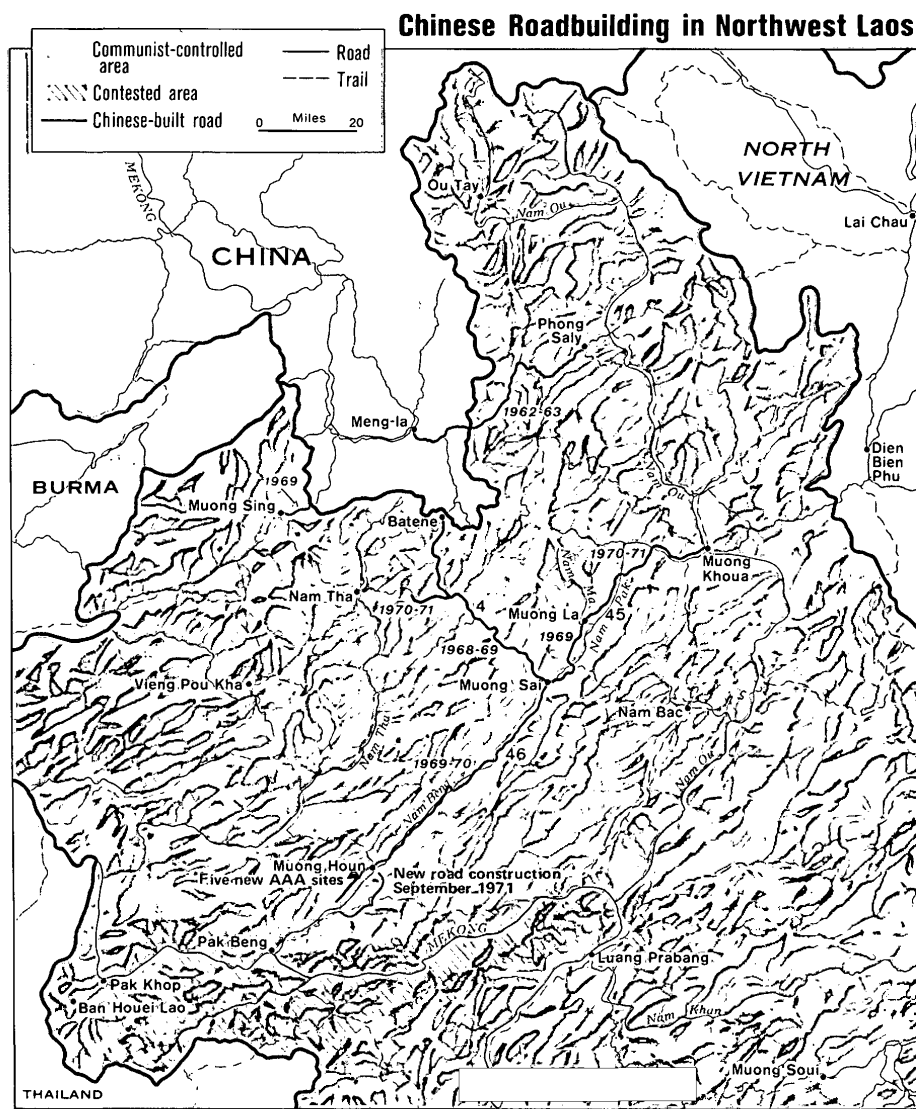 Chinese Roadbuilding in Northwest Laos
Communist-controlled
area
Contested area
Chinese-built road
Road
Trail
0 Miles 20
MEKONG
CHINA
NORTH
VIETNAM
Lai Chau
Ou Tay
Nam Ou
Phong
Saly
1962-63
Meng-la
Dien
Bien
Phu
BURMA
1969
Muong Sing
Batene
Nam Ou
1970-71
Muong
Khoua
Nam Tha
1970-71
4
Nam Pak
Muong La
45
1969
1968-69
Muong Sai
Vieng Pou Kha
Nam Bac
Nam Tha
1969-70
46
Nam Ou
Nam Beng
Muong Houn
Five new AAA sites
New road construction
September 1971
Pak Beng
MEKONG
Luang Prabang
Pak Khop
Ban Houei Lao
Nam Khan
Muong Soui
THAILAND